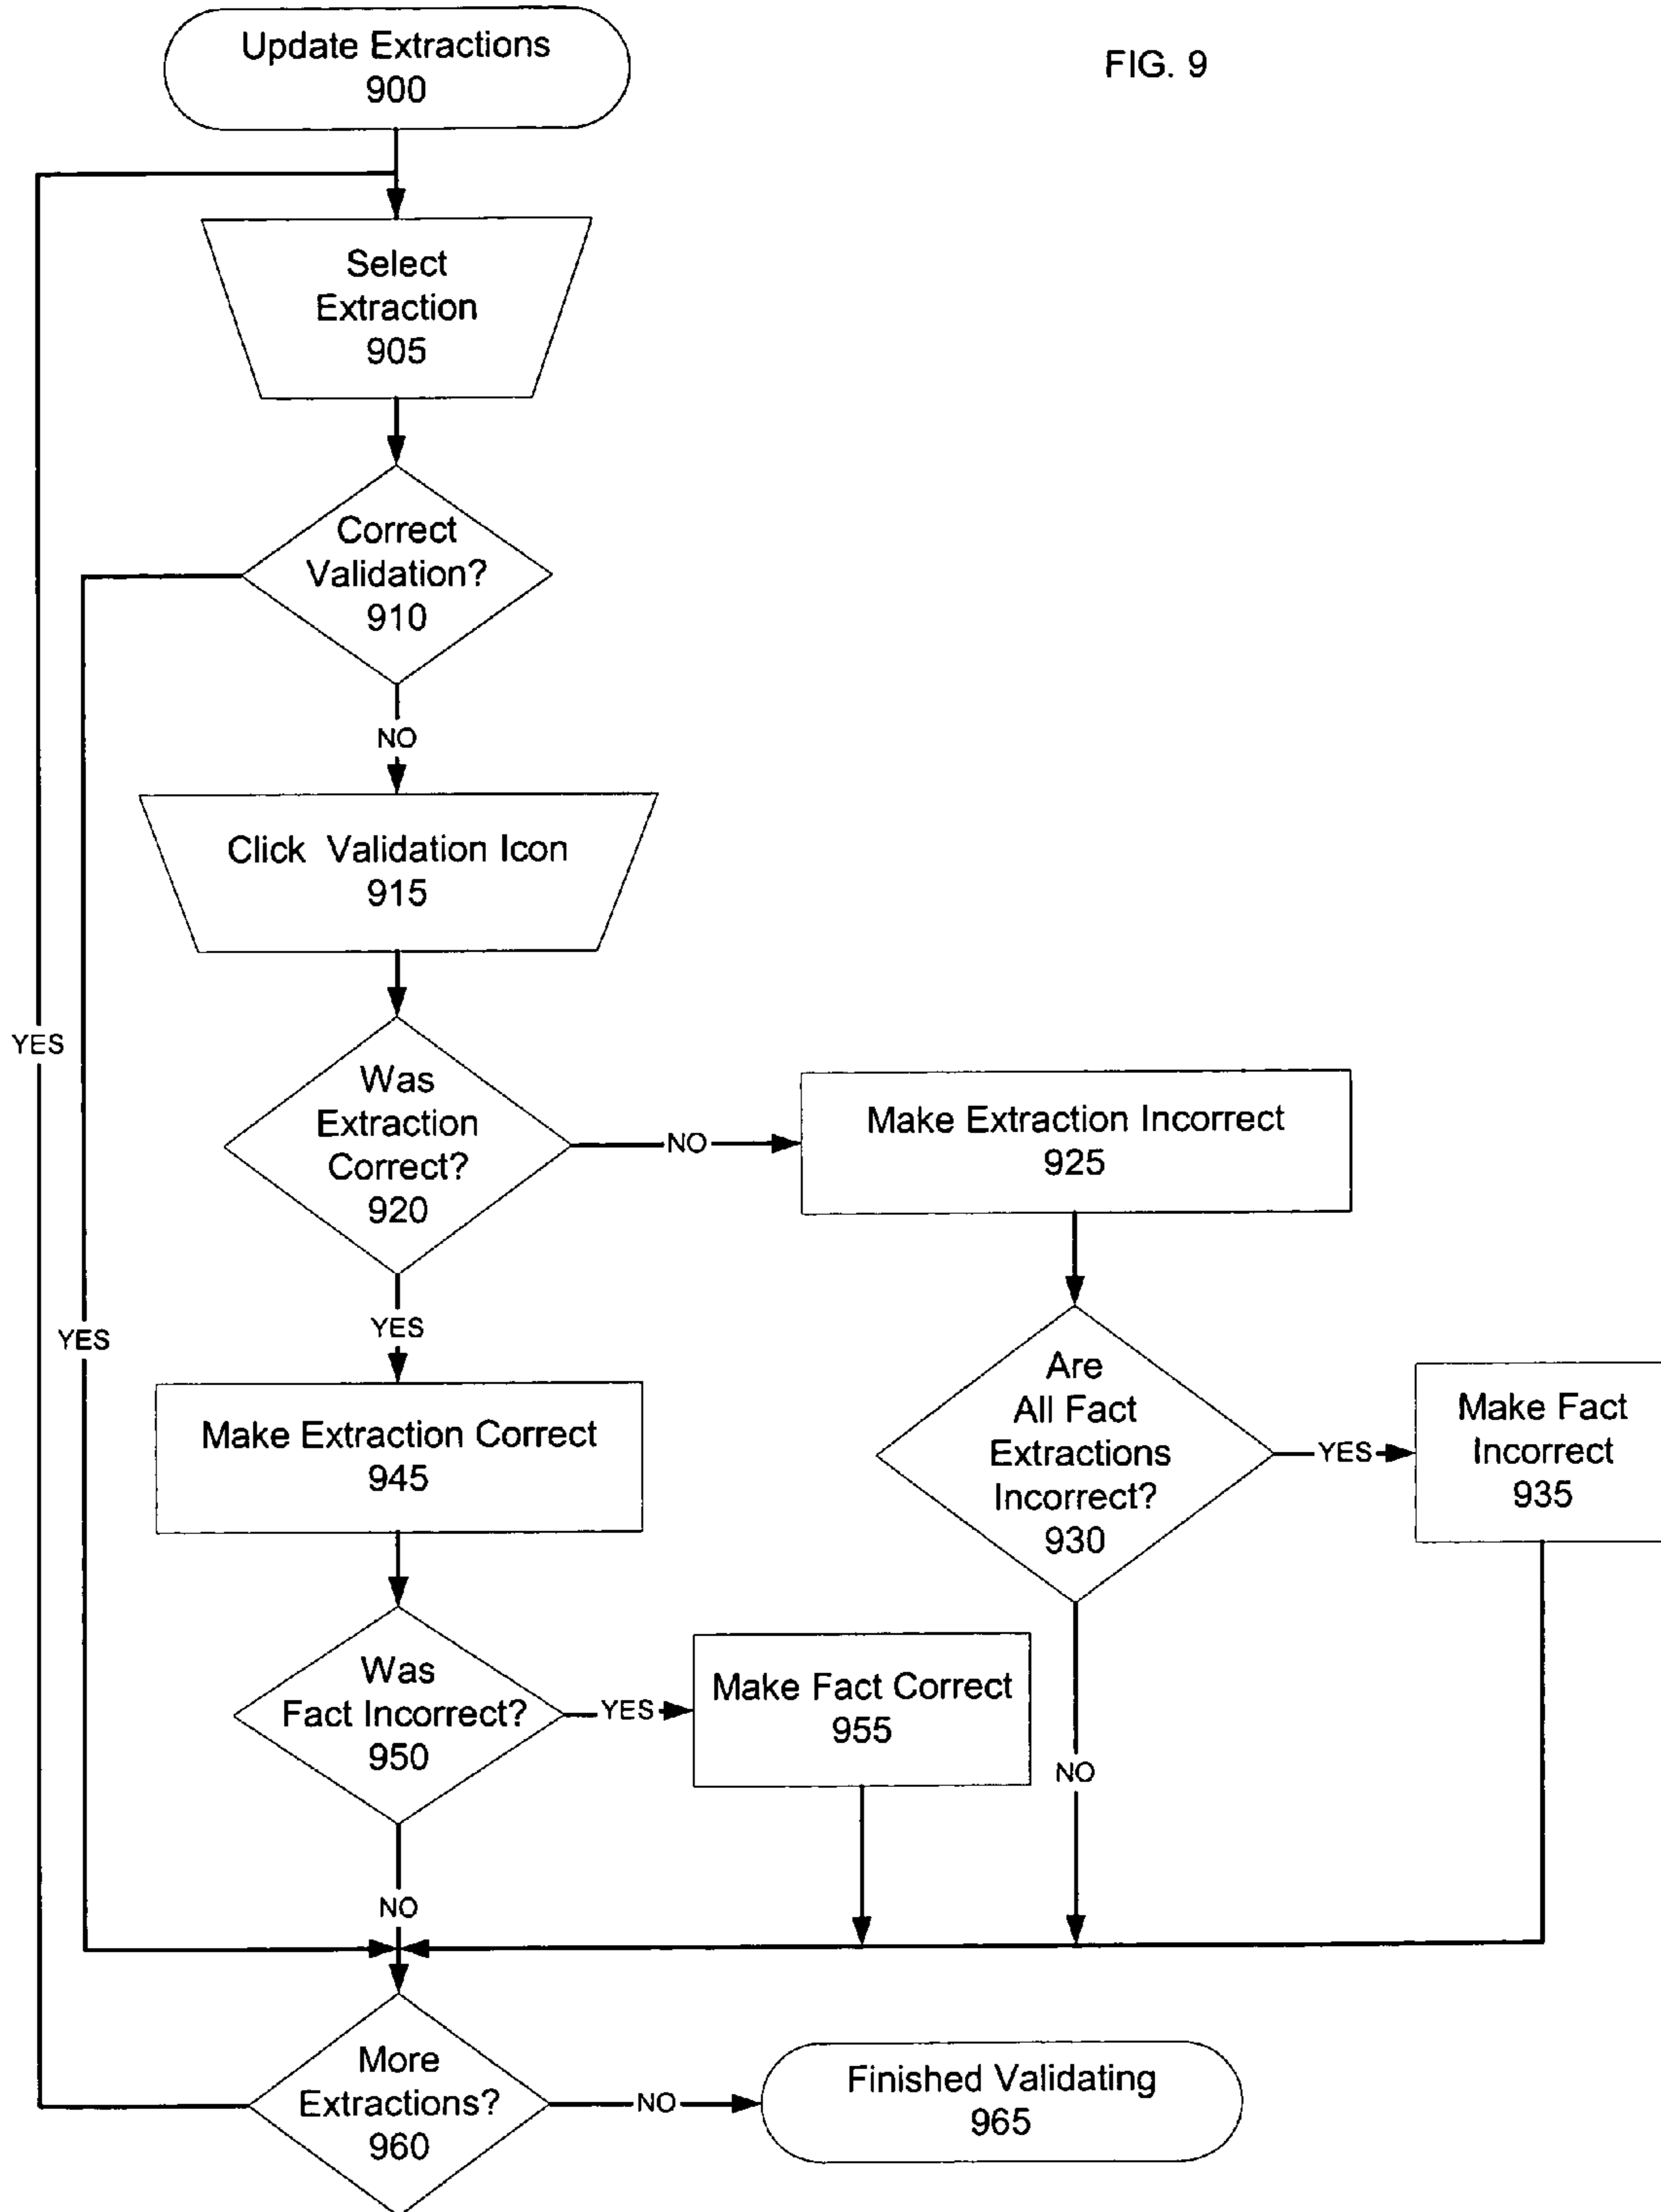 FIG. 9
Update Extractions
900
Select
Extraction
905
Correct
Validation?
910
NO
YES
Click Validation Icon
915
Was
Extraction
Correct?
920
NO
Make Extraction Incorrect
925
YES
YES
Make Extraction Correct
945
Are
All Fact
Extractions
Incorrect?
930
YES
Make Fact
Incorrect
935
NO
Was
Fact Incorrect?
950
YES
Make Fact Correct
955
NO
More
Extractions?
960
NO
Finished Validating
965